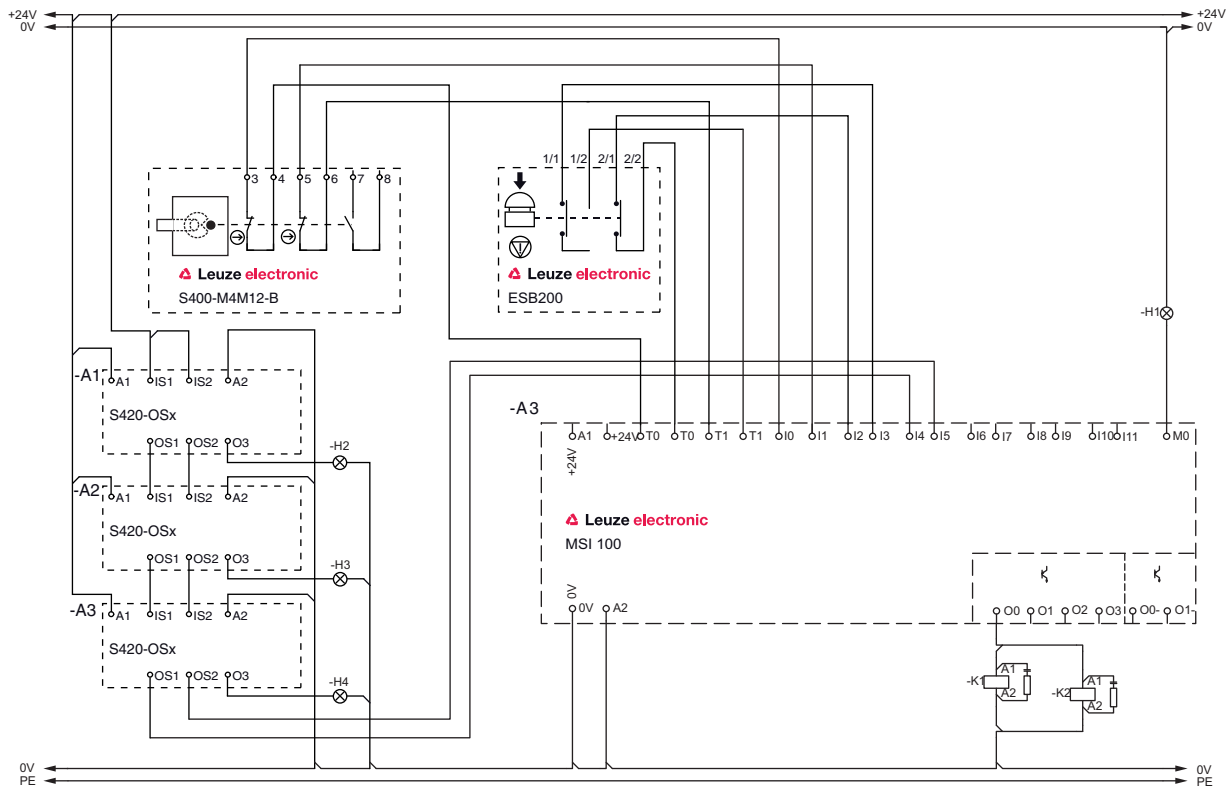 +24V +24V
0V 0V
1/1 1/2 2/1 2/2
3 4 5 6 7 8
Leuze electronic
S400-M4M12-B
Leuze electronic
ESB200
-H1
-A1
A1 IS1 IS2 A2
S420-OSx
OS1 OS2 O3
-H2
-A2
A1 IS1 IS2 A2
S420-OSx
OS1 OS2 O3
-H3
-A3
A1 IS1 IS2 A2
S420-OSx
OS1 OS2 O3
-H4
-A3
A1 +24V T0 T0 T1 T1 I0 I1 I2 I3 I4 I5 I6 I7 I8 I9 I10 I11 M0
+24V
Leuze electronic
MSI 100
0V
0V A2
O0 O1 O2 O3 O0- O1-
-K1 A1 A2
-K2 A1 A2
0V 0V
PE PE